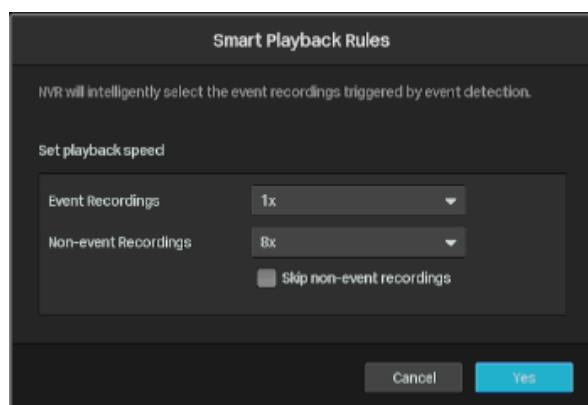 Smart Playback Rules
NVR will intelligently select the event recordings triggered by event detection.
Set playback speed
Event Recordings 1x
Non-event Recordings 8x
Skip non-event recordings
Cancel Yes